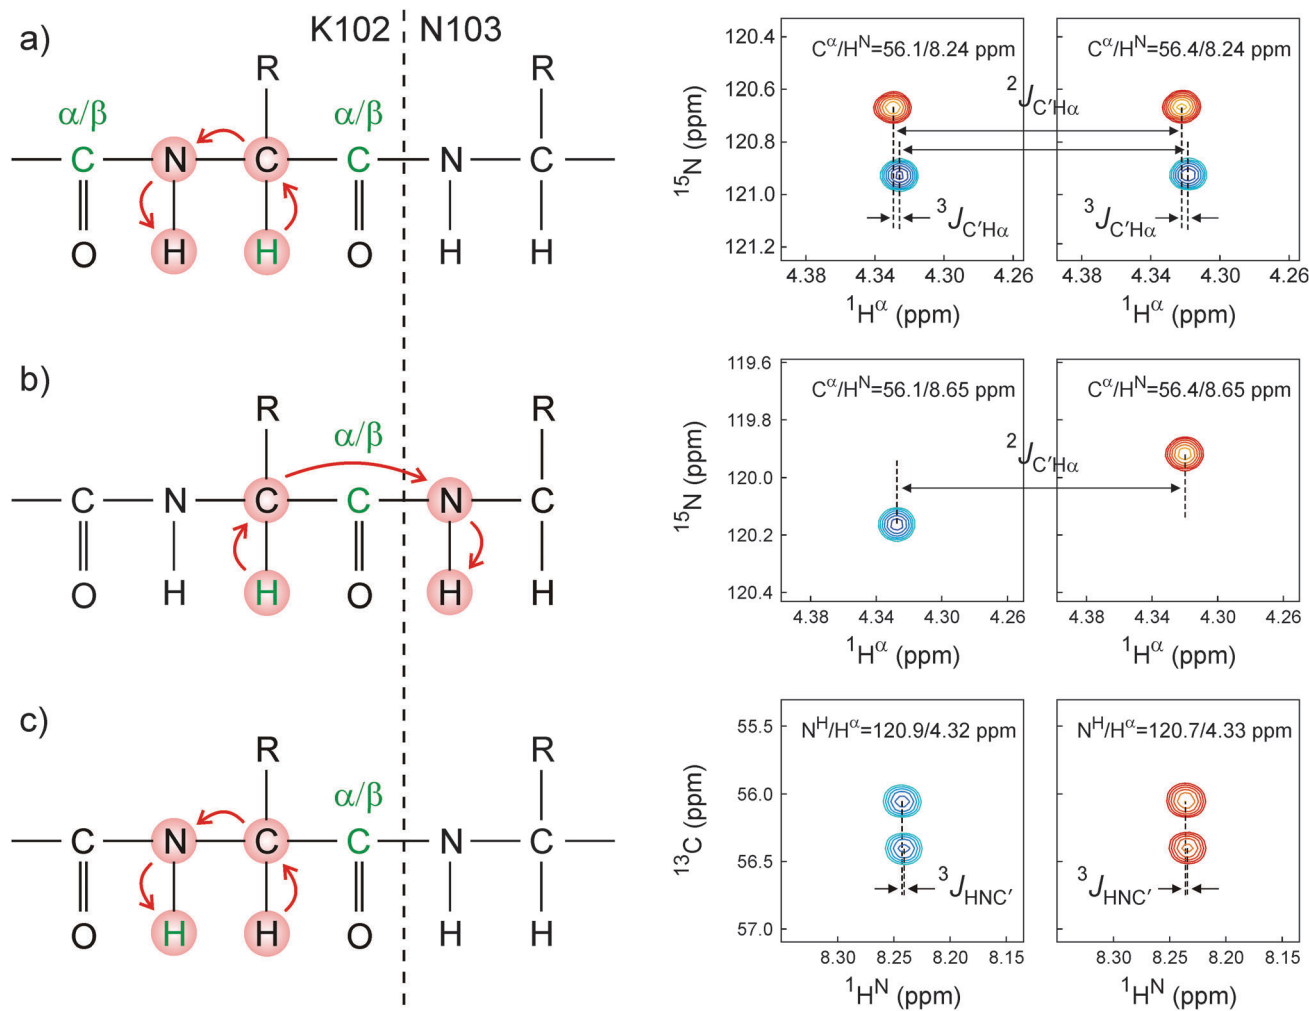 a)
K102 N103
R R
α/β α/β
C N C C N C
O H H O H H
C^α/H^N=56.1/8.24 ppm
C^α/H^N=56.4/8.24 ppm
²J_C′Hα
³J_C′Hα
³J_C′Hα
¹⁵N (ppm)
120.4
120.6
120.8
121.0
121.2
4.38 4.34 4.30 4.26
4.38 4.34 4.30 4.26
¹H^α (ppm)
¹H^α (ppm)
b)
R R
α/β
C N C C N C
O H H O H H
C^α/H^N=56.1/8.65 ppm
C^α/H^N=56.4/8.65 ppm
²J_C′Hα
¹⁵N (ppm)
119.6
119.8
120.0
120.2
120.4
4.38 4.34 4.30 4.26
4.38 4.34 4.30 4.26
¹H^α (ppm)
¹H^α (ppm)
c)
R R
α/β
C N C C N C
O H H O H H
N^H/H^α=120.9/4.32 ppm
N^H/H^α=120.7/4.33 ppm
³J_HNC′
³J_HNC′
¹³C (ppm)
55.5
56.0
56.5
57.0
8.30 8.25 8.20 8.15
8.30 8.25 8.20 8.15
¹H^N (ppm)
¹H^N (ppm)